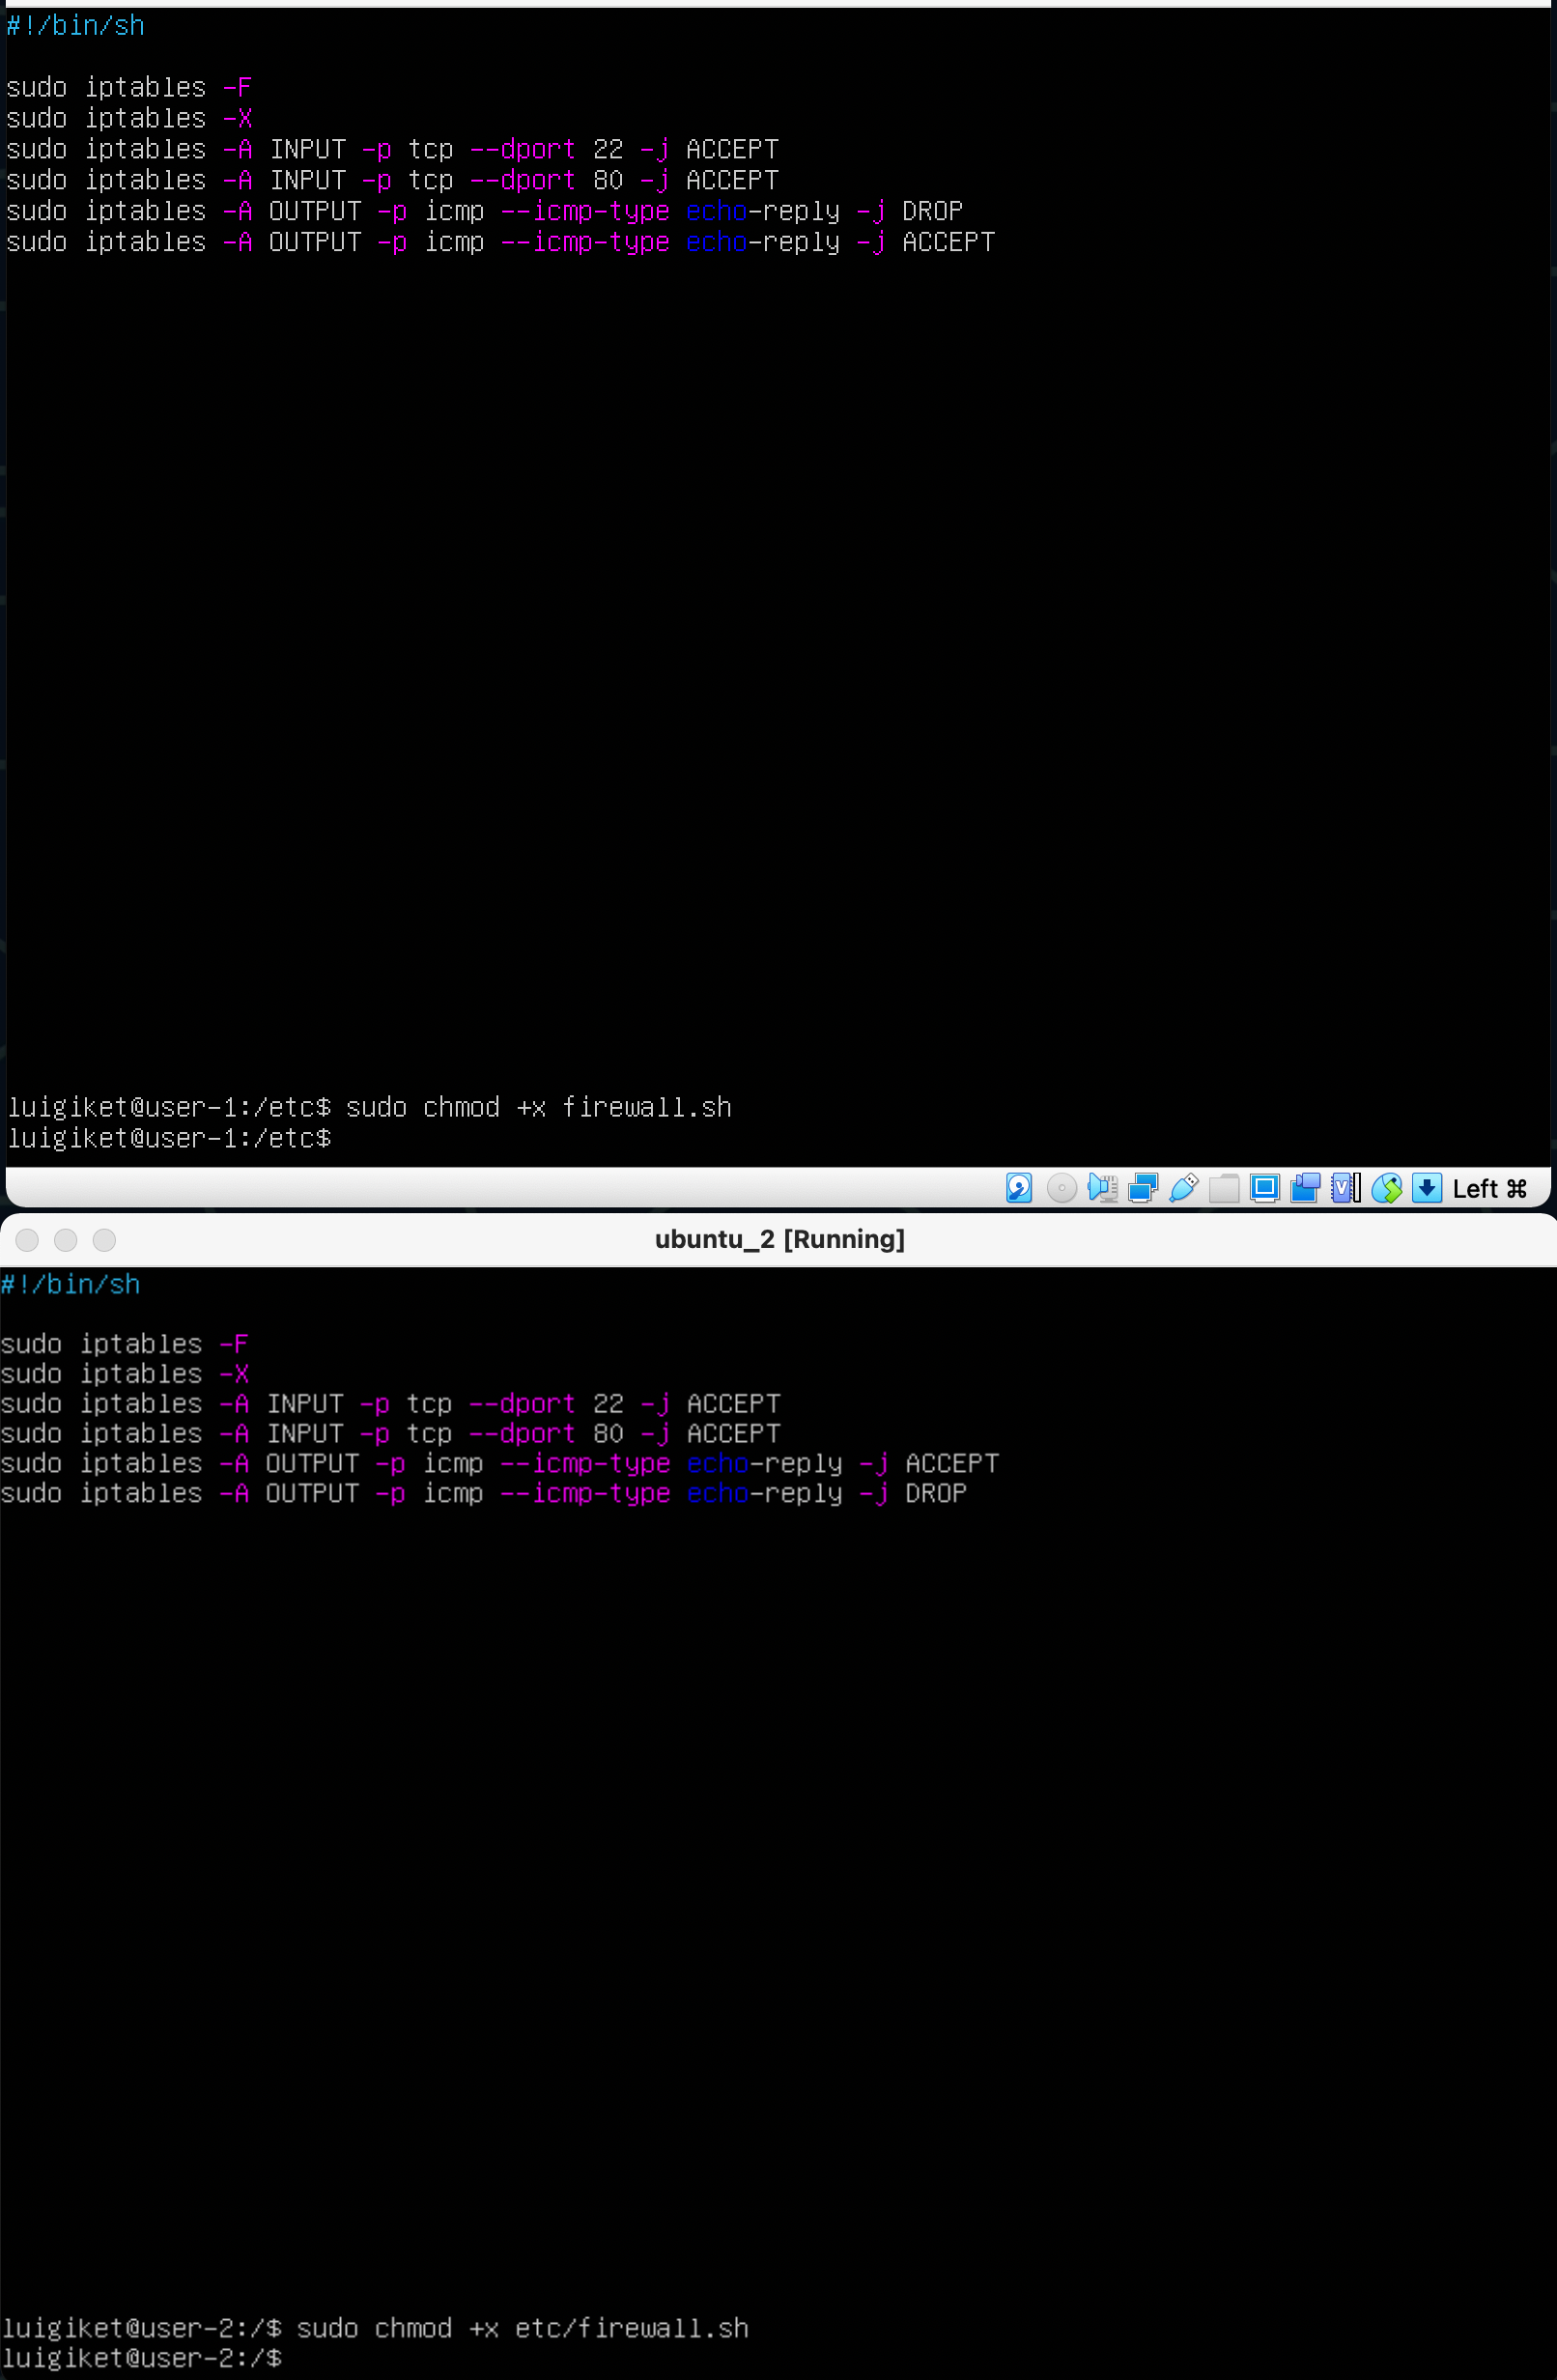 #!/bin/sh
sudo iptables -F
sudo iptables -X
sudo iptables -A INPUT -p tcp --dport 22 -j ACCEPT
sudo iptables -A INPUT -p tcp --dport 80 -j ACCEPT
sudo iptables -A OUTPUT -p icmp --icmp-type echo-reply -j DROP
sudo iptables -A OUTPUT -p icmp --icmp-type echo-reply -j ACCEPT
luigiket@user-1:/etc$ sudo chmod +x firewall.sh
luigiket@user-1:/etc$
Left ⌘
ubuntu_2 [Running]
#!/bin/sh
sudo iptables -F
sudo iptables -X
sudo iptables -A INPUT -p tcp --dport 22 -j ACCEPT
sudo iptables -A INPUT -p tcp --dport 80 -j ACCEPT
sudo iptables -A OUTPUT -p icmp --icmp-type echo-reply -j ACCEPT
sudo iptables -A OUTPUT -p icmp --icmp-type echo-reply -j DROP
luigiket@user-2:/$ sudo chmod +x etc/firewall.sh
luigiket@user-2:/$